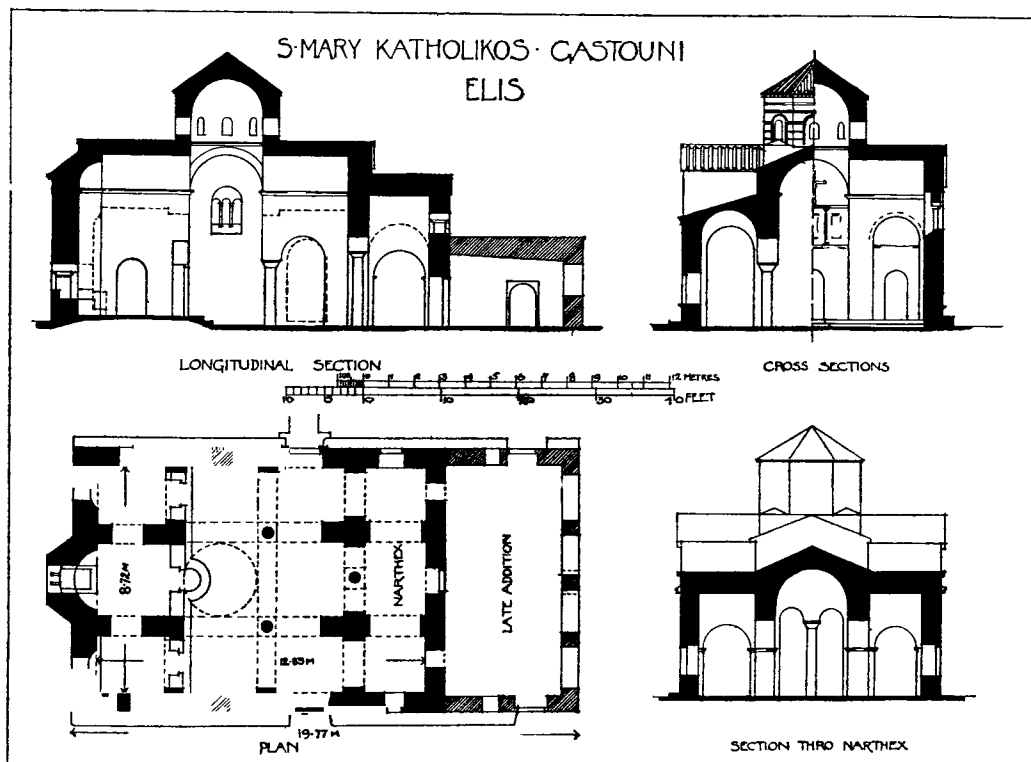 S·MARY KATHOLIKOS·GASTOUNI
ELIS
LONGITUDINAL SECTION
CROSS SECTIONS
12 METRES
FEET
8·72 M
NARTHEX
LATE ADDITION
12·83 M
19·77 M
PLAN
SECTION THRO NARTHEX